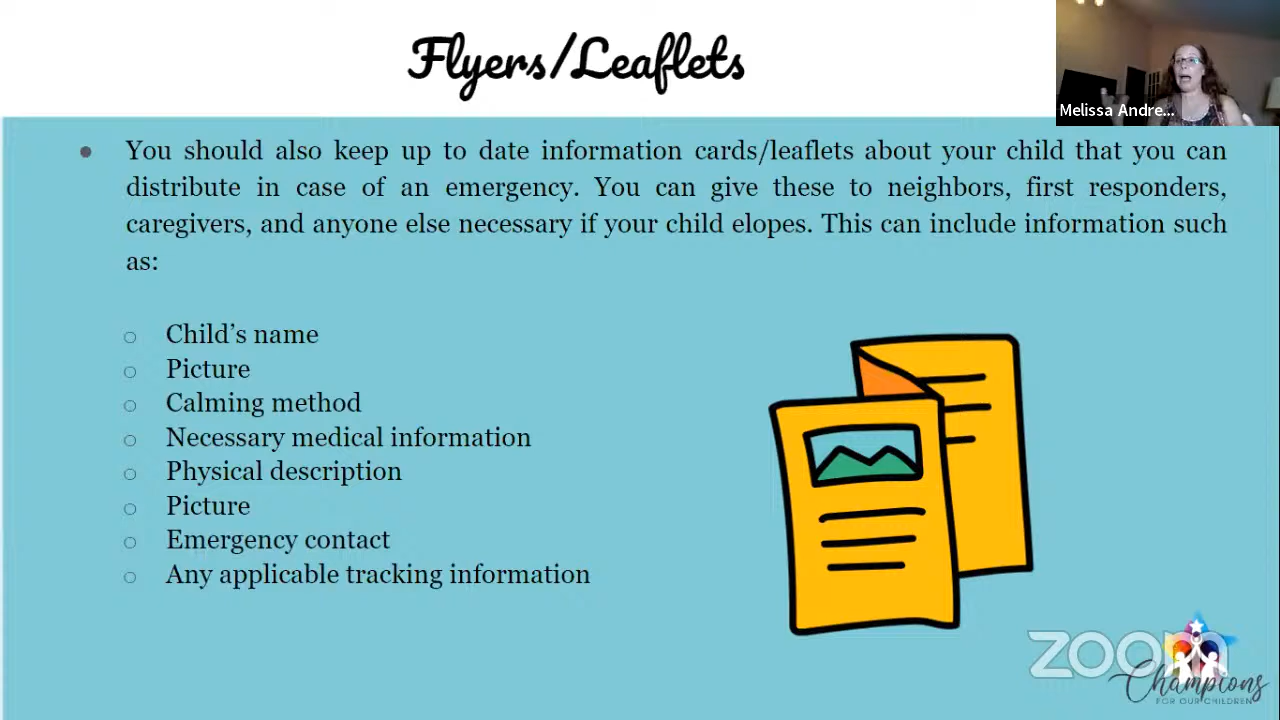 Flyers/Leaflets
Melissa Andre...
● You should also keep up to date information cards/leaflets about your child that you can
distribute in case of an emergency. You can give these to neighbors, first responders,
caregivers, and anyone else necessary if your child elopes. This can include information such
as:
○ Child’s name
○ Picture
○ Calming method
○ Necessary medical information
○ Physical description
○ Picture
○ Emergency contact
○ Any applicable tracking information
zoom
Champions
FOR OUR CHILDREN